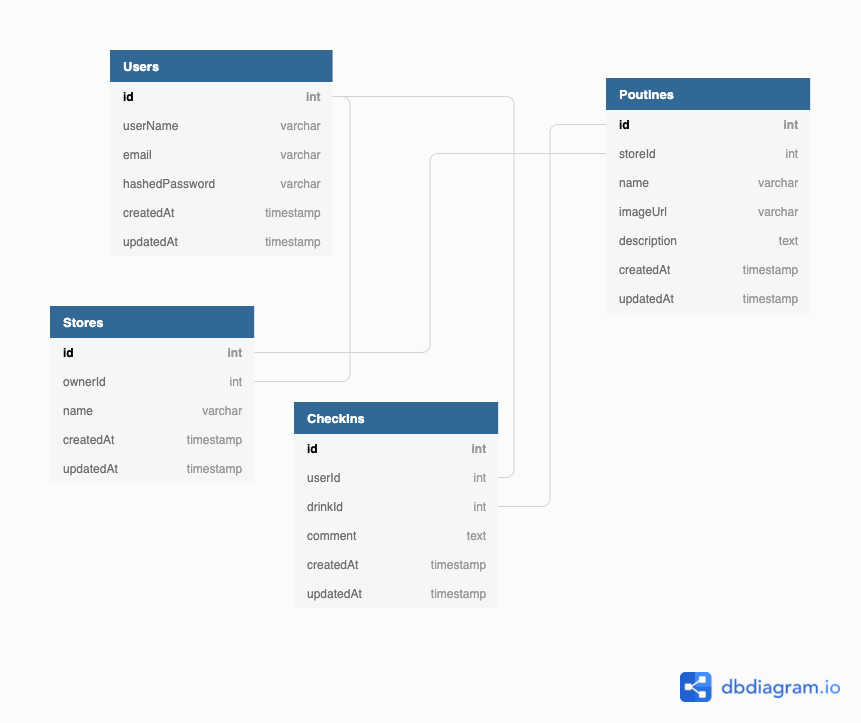 Users
id int
userName varchar
email varchar
hashedPassword varchar
createdAt timestamp
updatedAt timestamp
Poutines
id int
storeId int
name varchar
imageUrl varchar
description text
createdAt timestamp
updatedAt timestamp
Stores
id int
ownerId int
name varchar
createdAt timestamp
updatedAt timestamp
CheckIns
id int
userId int
drinkId int
comment text
createdAt timestamp
updatedAt timestamp
dbdiagram.io